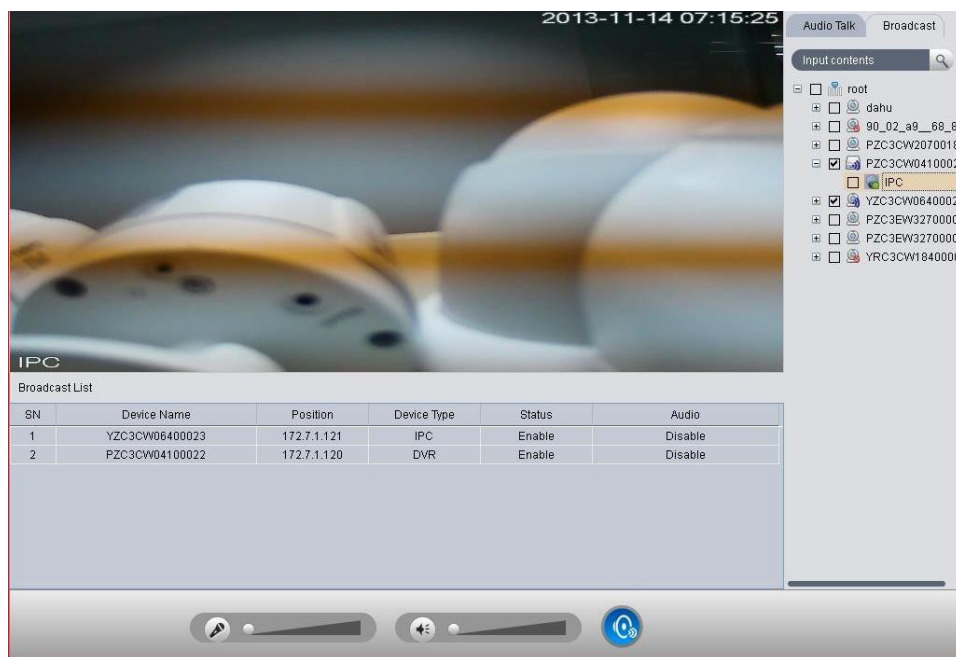 2013-11-14 07:15:25
IPC
Audio Talk Broadcast
Input contents
root
dahu
90_02_a9__68_8
PZC3CW2070018
PZC3CW0410002
IPC
YZC3CW0640002
PZC3EW3270000
PZC3EW3270000
YRC3CW1840000
Broadcast List
SN Device Name Position Device Type Status Audio
1 YZC3CW06400023 172.7.1.121 IPC Enable Disable
2 PZC3CW04100022 172.7.1.120 DVR Enable Disable